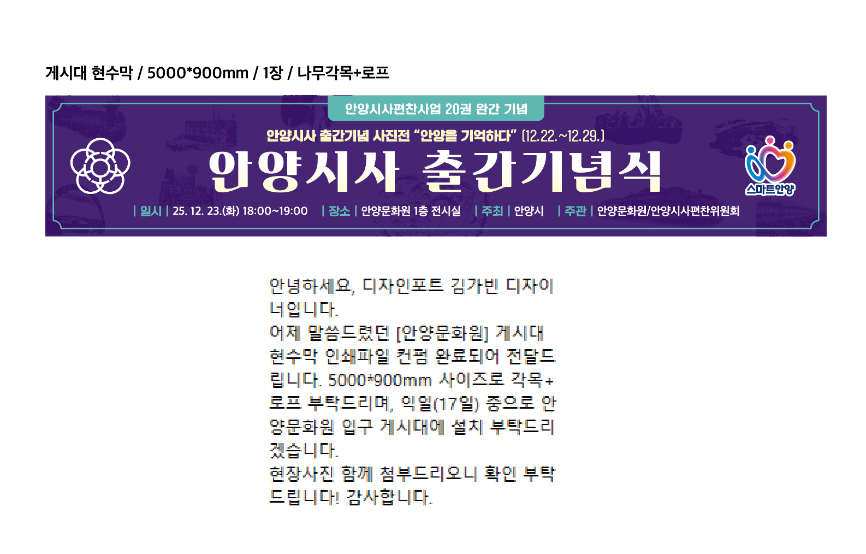 게시대 현수막 / 5000*900mm / 1장 / 나무각목+로프
안양시사편찬사업 20권 완간 기념
안양시사 출간기념 사진전 “안양을 기억하다” (12.22.~12.29.)
안양시사 출간기념식
스마트안양
| 일시 | 25. 12. 23.(화) 18:00~19:00 | 장소 | 안양문화원 1층 전시실 | 주최 | 안양시 | 주관 | 안양문화원/안양시사편찬위원회
안녕하세요, 디자인포트 김가빈 디자이
너입니다.
어제 말씀드렸던 [안양문화원] 게시대
현수막 인쇄파일 컨펌 완료되어 전달드
립니다. 5000*900mm 사이즈로 각목+
로프 부탁드리며, 익일(17일) 중으로 안
양문화원 입구 게시대에 설치 부탁드리
겠습니다.
현장사진 함께 첨부드리오니 확인 부탁
드립니다! 감사합니다.